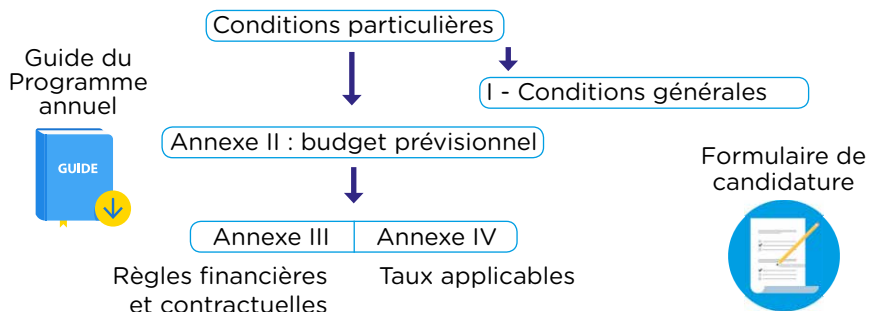 Conditions particulières
Guide du
Programme
annuel
I - Conditions générales
GUIDE
Annexe II : budget prévisionnel
Formulaire de
candidature
Annexe III
Annexe IV
Règles financières
et contractuelles
Taux applicables